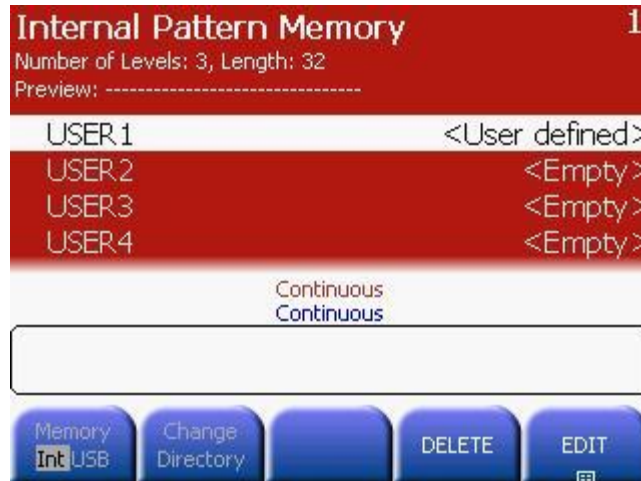 Internal Pattern Memory 1
Number of Levels: 3, Length: 32
Preview: --------------------------------
USER1 <User defined>
USER2 <Empty>
USER3 <Empty>
USER4 <Empty>
Continuous
Continuous
Memory
Int USB
Change
Directory
DELETE
EDIT